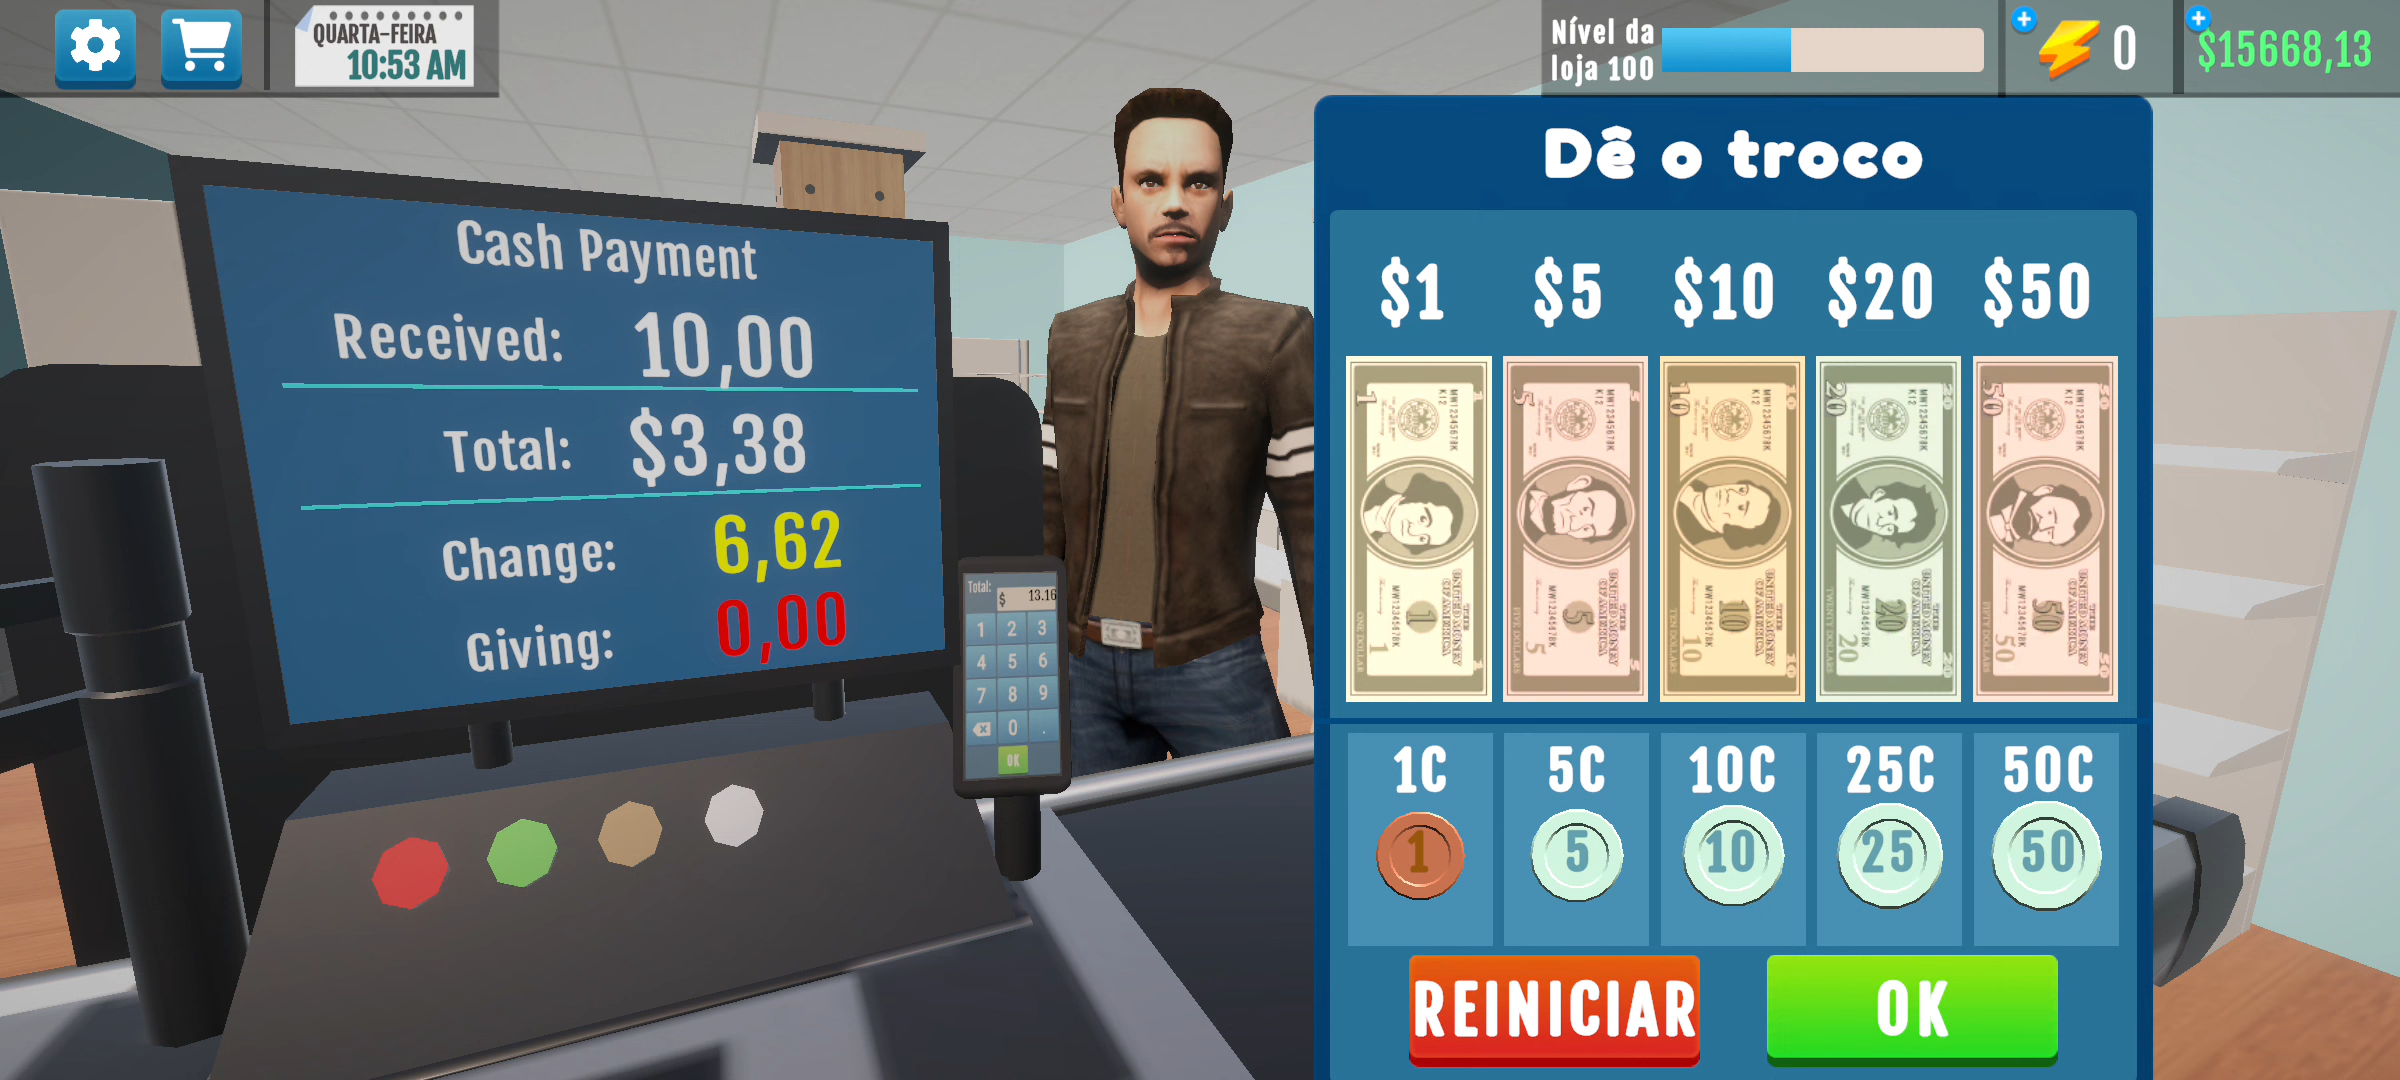 QUARTA-FEIRA
10:53 AM
Nível da
loja 100
0
$15668,13
Cash Payment
Received: 10,00
Total: $3,38
Change: 6,62
Giving: 0,00
Total:
$ 13.16
1 2 3
4 5 6
7 8 9
0 .
OK
Dê o troco
$1 $5 $10 $20 $50
1C 5C 10C 25C 50C
1 5 10 25 50
REINICIAR OK